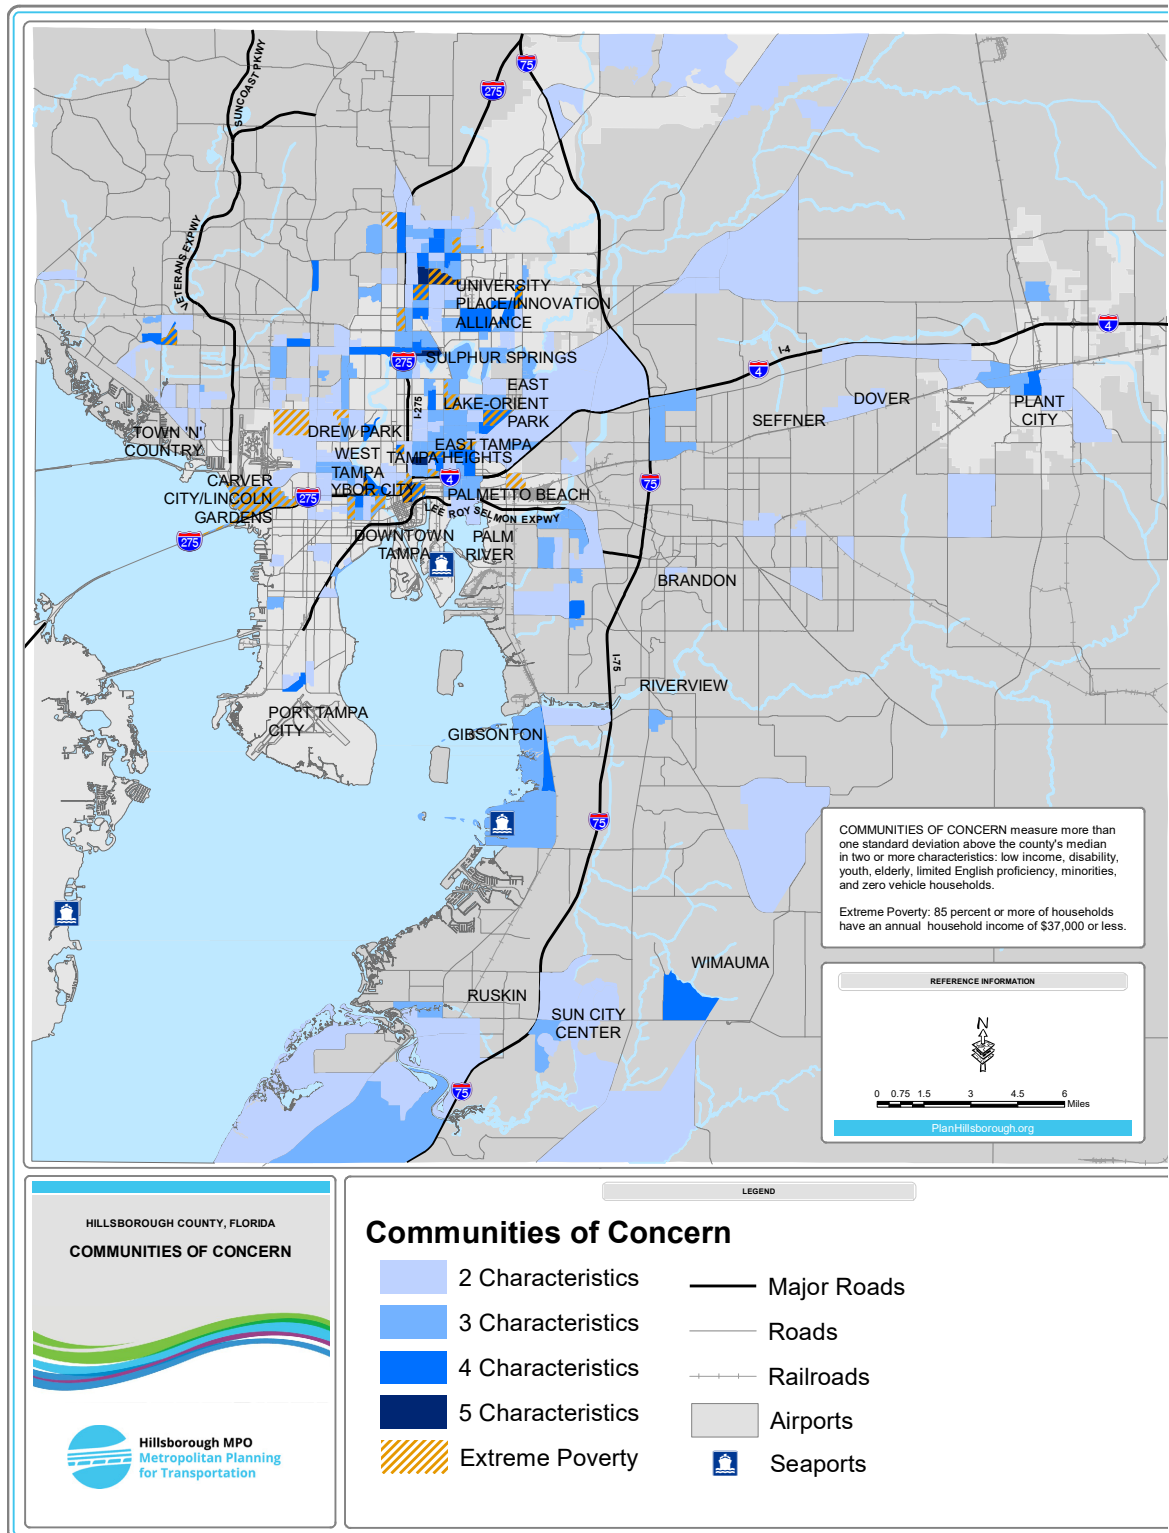 SUNCOAST PKWY
75
275
VETERANS EXPWY
UNIVERSITY
PLACE/INNOVATION
ALLIANCE
4
I-4
275
SULPHUR SPRINGS
4
EAST
LAKE-ORIENT
PARK
I-275
DOVER
SEFFNER
PLANT
CITY
TOWN 'N'
COUNTRY
DREW PARK
EAST TAMPA
WEST
TAMPA
TAMPA HEIGHTS
CARVER
CITY/LINCOLN
GARDENS
275
YBOR CITY
4
75
PALMETTO BEACH
LEE ROY SELMON EXPWY
275
DOWNTOWN
TAMPA
PALM
RIVER
BRANDON
I-75
RIVERVIEW
PORT TAMPA
CITY
GIBSONTON
75
COMMUNITIES OF CONCERN measure more than
one standard deviation above the county's median
in two or more characteristics: low income, disability,
youth, elderly, limited English proficiency, minorities,
and zero vehicle households.
Extreme Poverty: 85 percent or more of households
have an annual household income of $37,000 or less.
WIMAUMA
RUSKIN
SUN CITY
CENTER
75
REFERENCE INFORMATION
N
0 0.75 1.5 3 4.5 6
Miles
PlanHillsborough.org
HILLSBOROUGH COUNTY, FLORIDA
COMMUNITIES OF CONCERN
Hillsborough MPO
Metropolitan Planning
for Transportation
LEGEND
Communities of Concern
2 Characteristics
3 Characteristics
4 Characteristics
5 Characteristics
Extreme Poverty
Major Roads
Roads
Railroads
Airports
Seaports